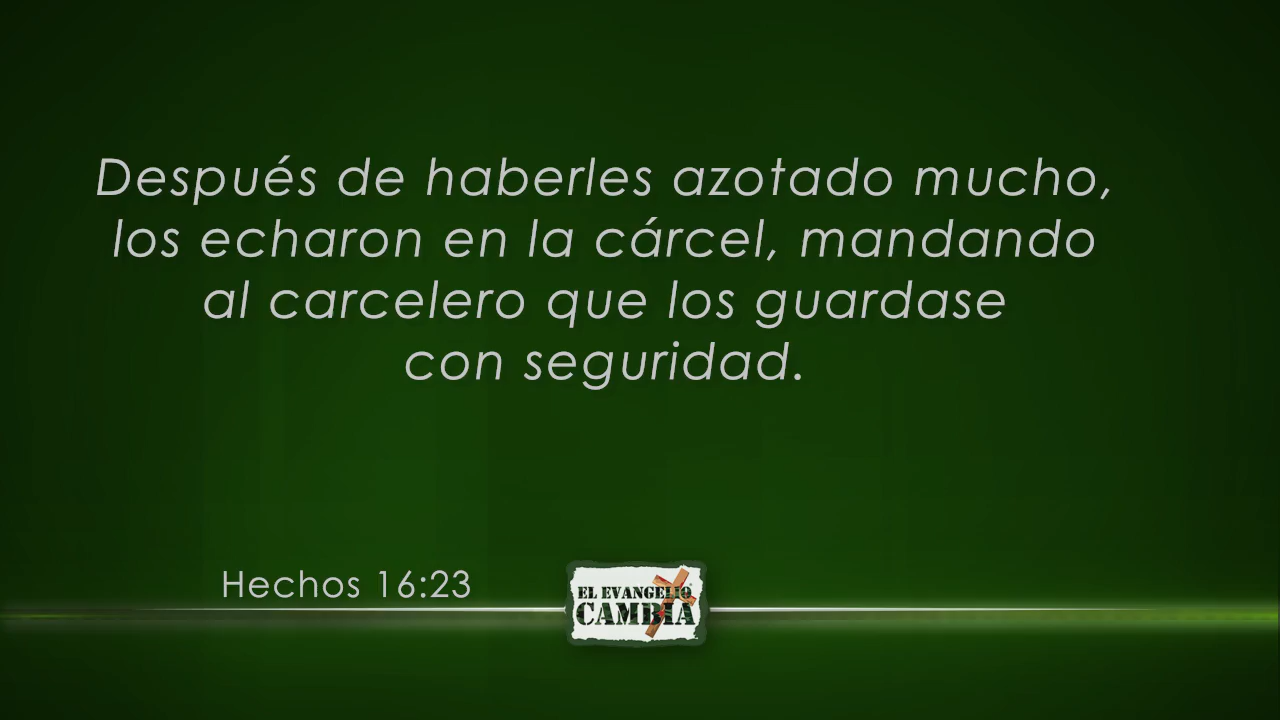 Después de haberles azotado mucho,
los echaron en la cárcel, mandando
al carcelero que los guardase
con seguridad.
Hechos 16:23
EL EVANGELIO
CAMBIA